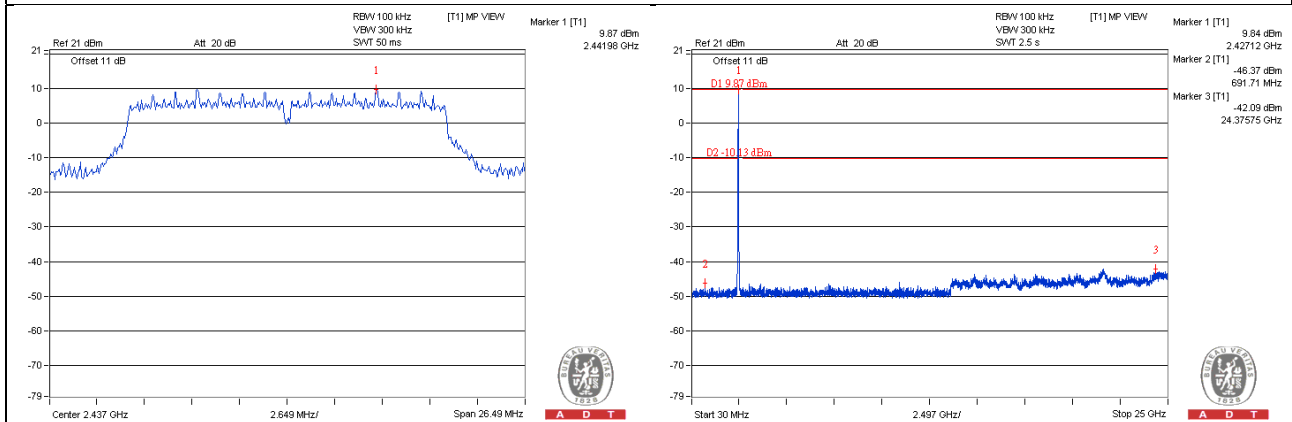 RBW 100 kHz
VBW 300 kHz
SWT 50 ms
[T1] MP VIEW
Ref 21 dBm
Att 20 dB
Marker 1 [T1]
9.87 dBm
2.44198 GHz
21
Offset 11 dB
1
10
0
-10
-20
-30
-40
-50
-60
-70
-79
Center 2.437 GHz
2.649 MHz/
Span 26.49 MHz
BUREAU VERITAS
1828
A D T
RBW 100 kHz
VBW 300 kHz
SWT 2.5 s
[T1] MP VIEW
Ref 21 dBm
Att 20 dB
Marker 1 [T1]
9.84 dBm
2.42712 GHz
Marker 2 [T1]
-46.37 dBm
691.71 MHz
Marker 3 [T1]
-42.09 dBm
24.37575 GHz
21
Offset 11 dB
1
D1 9.87 dBm
10
0
D2 -10.13 dBm
-10
-20
-30
-40
2
3
-50
-60
-70
-79
Start 30 MHz
2.497 GHz/
Stop 25 GHz
BUREAU VERITAS
1828
A D T